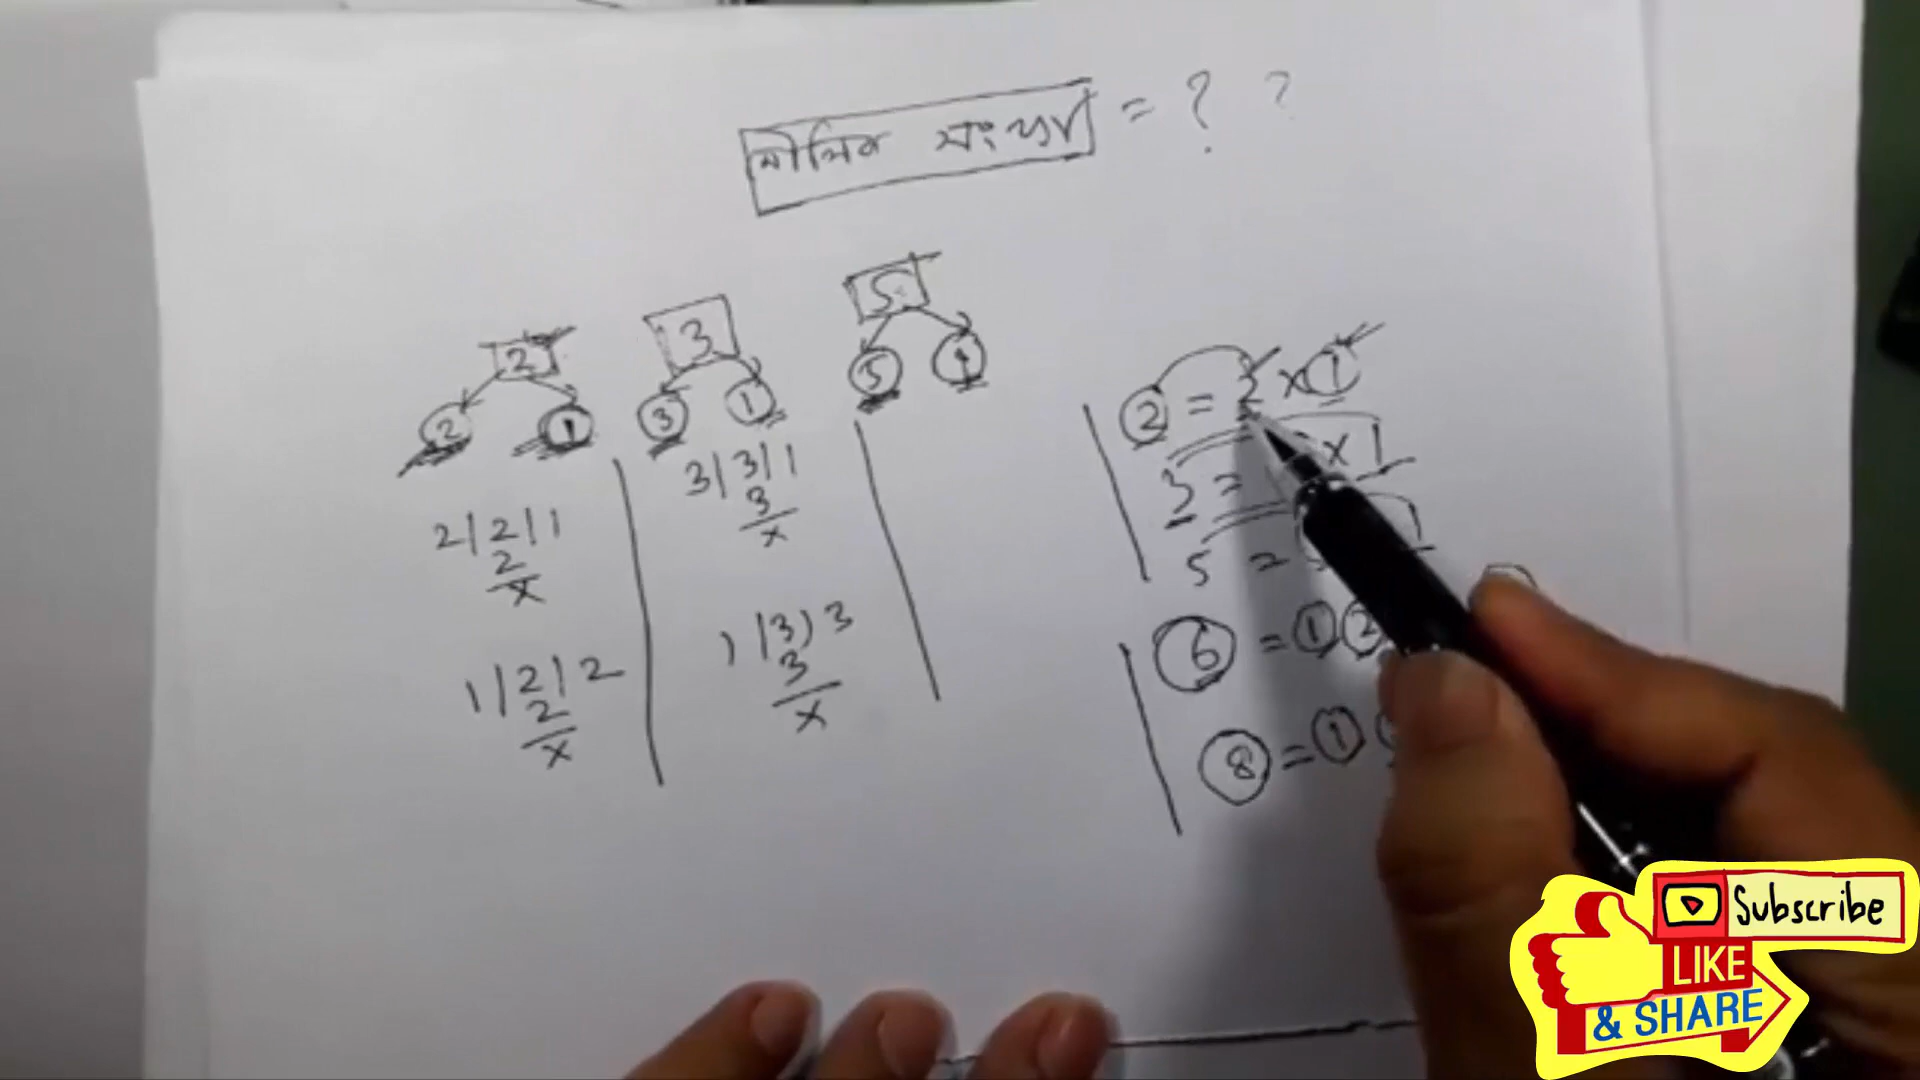 মৌলিক সংখ্যা = ? ?
2
2 1
3
3 1
5
5 1
2 | 2 | 1
2
x
1 | 2 | 2
2
x
3 | 3 | 1
3
x
1 | 3 ) 3
3
x
2 = 2 x 1
3 = x 1
5 =
6 = 1 2
8 = 1
Subscribe
LIKE
& SHARE